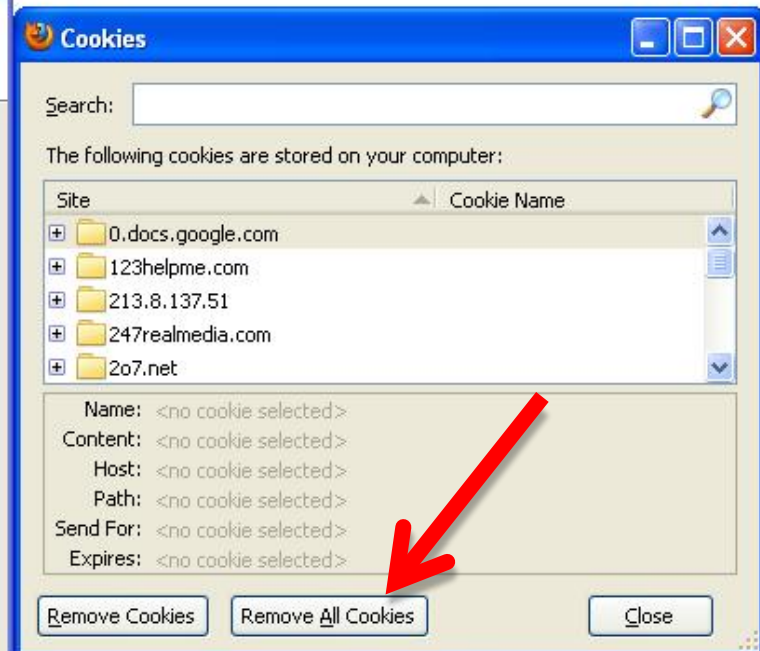 Cookies
Search:
The following cookies are stored on your computer:
Site Cookie Name
0.docs.google.com
123helpme.com
213.8.137.51
247realmedia.com
2o7.net
Name: <no cookie selected>
Content: <no cookie selected>
Host: <no cookie selected>
Path: <no cookie selected>
Send For: <no cookie selected>
Expires: <no cookie selected>
Remove Cookies Remove All Cookies Close